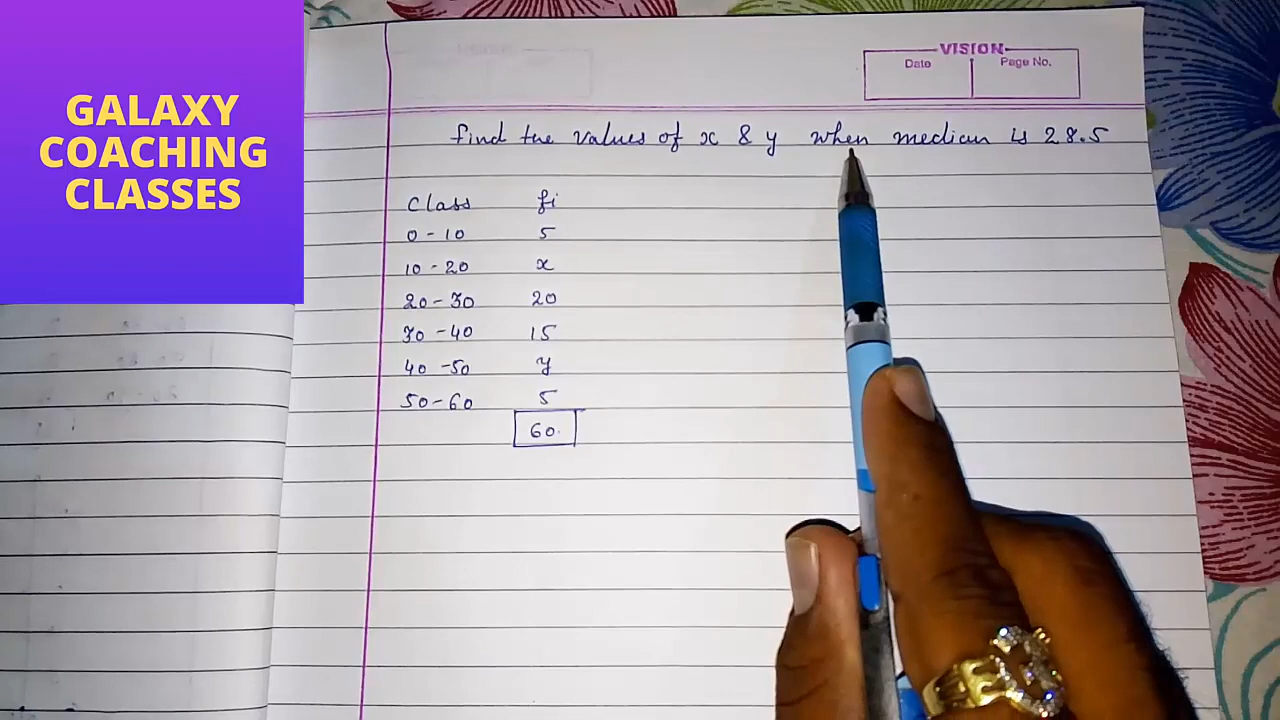 GALAXY
COACHING
CLASSES
VISION
Date Page No.
find the values of x & y when median is 28.5
Class fi
0-10 5
10-20 x
20-30 20
30-40 15
40-50 y
50-60 5
60